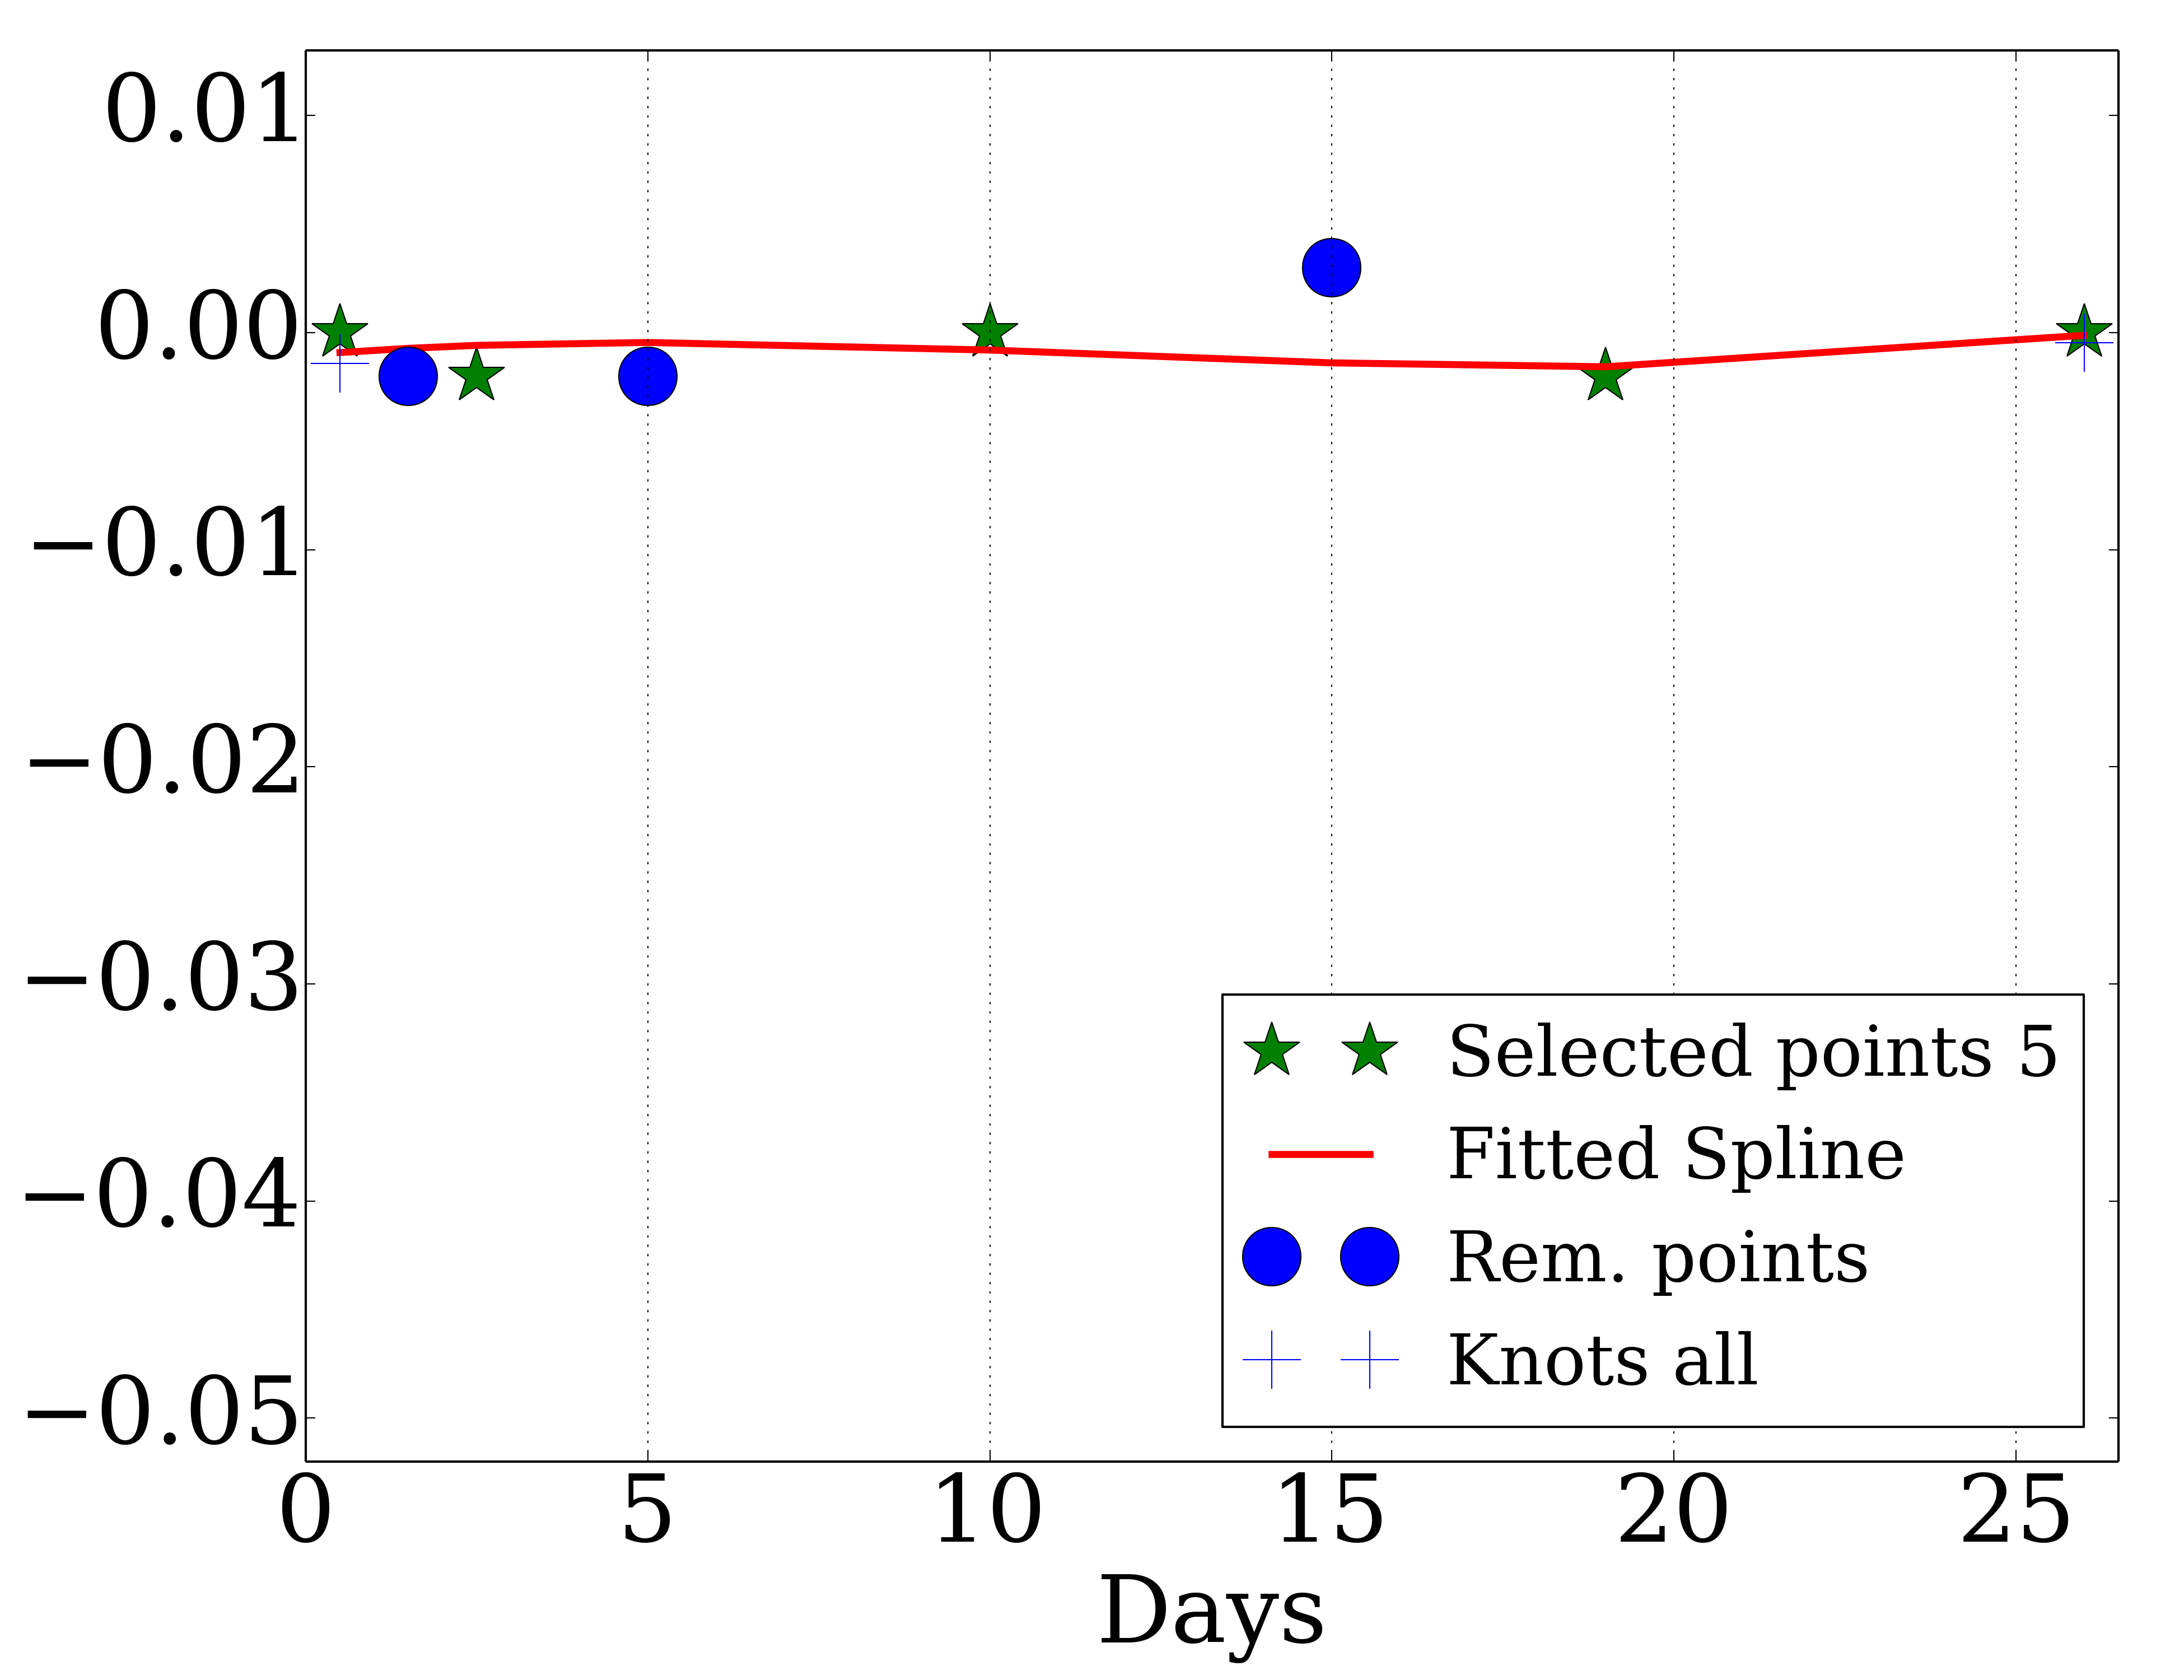 0.01
0.00
−0.01
−0.02
−0.03
−0.04
−0.05
Selected points 5
Fitted Spline
Rem. points
Knots all
0 5 10 15 20 25
Days